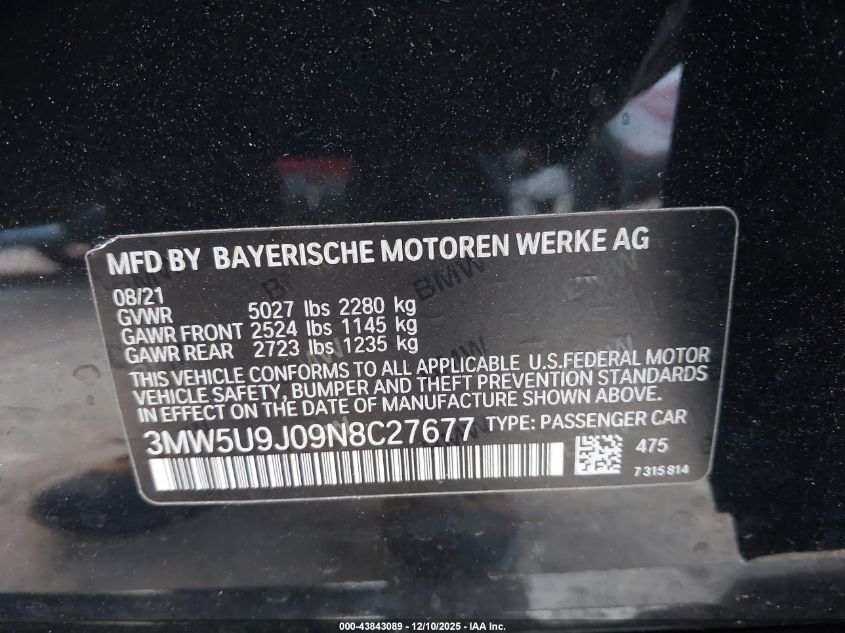 MFD BY BAYERISCHE MOTOREN WERKE AG
08/21
GVWR 5027 lbs 2280 kg
GAWR FRONT 2524 lbs 1145 kg
GAWR REAR 2723 lbs 1235 kg
THIS VEHICLE CONFORMS TO ALL APPLICABLE U.S.FEDERAL MOTOR
VEHICLE SAFETY, BUMPER AND THEFT PREVENTION STANDARDS
IN EFFECT ON THE DATE OF MANUFACTURE SHOWN ABOVE.
3MW5U9J09N8C27677 TYPE: PASSENGER CAR
475
7315814
000-43843089 - 12/10/2025 - IAA Inc.